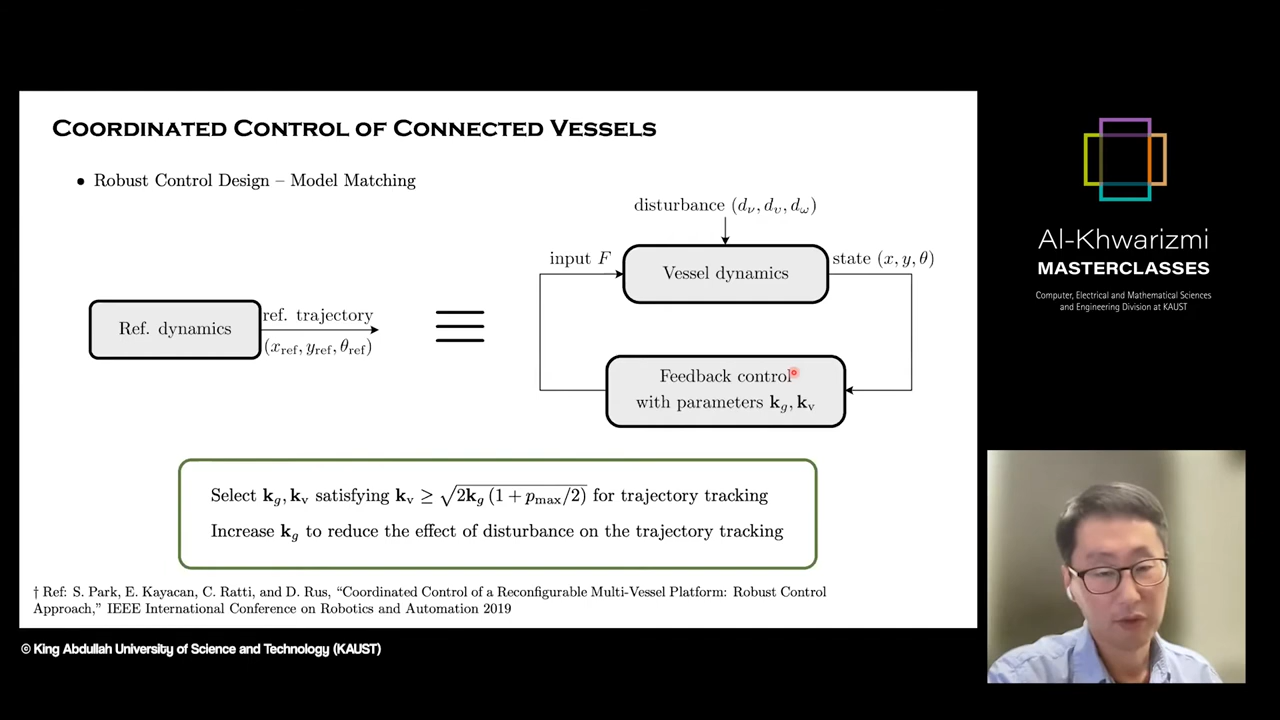 COORDINATED CONTROL OF CONNECTED VESSELS
• Robust Control Design – Model Matching
disturbance (d_ν, d_υ, d_ω)
input F
Vessel dynamics
state (x, y, θ)
Ref. dynamics
ref. trajectory
(x_ref, y_ref, θ_ref)
Feedback control
with parameters k_g, k_v
Select k_g, k_v satisfying k_v ≥ √(2k_g (1 + p_max/2)) for trajectory tracking
Increase k_g to reduce the effect of disturbance on the trajectory tracking
† Ref: S. Park, E. Kayacan, C. Ratti, and D. Rus, “Coordinated Control of a Reconfigurable Multi-Vessel Platform: Robust Control
Approach,” IEEE International Conference on Robotics and Automation 2019
© King Abdullah University of Science and Technology (KAUST)
Al-Khwarizmi
MASTERCLASSES
Computer, Electrical and Mathematical Sciences
and Engineering Division at KAUST